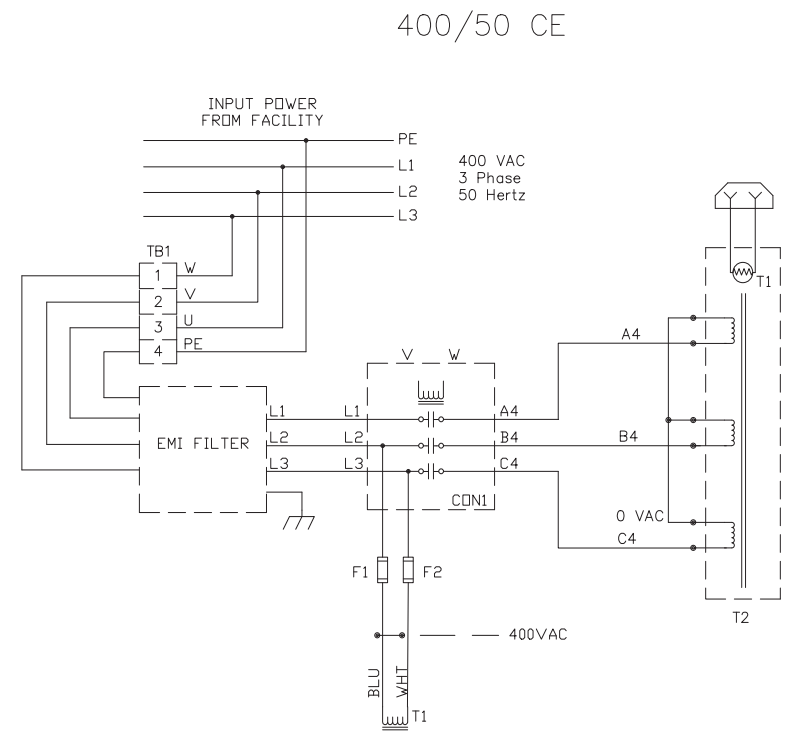 400/50 CE
INPUT POWER
FROM FACILITY
PE
L1
L2
L3
400 VAC
3 Phase
50 Hertz
TB1
1 W
2 V
3 U
4 PE
T1
V W
A4
L1 L1 A4
EMI FILTER
L2 L2 B4 B4
L3 L3 C4
CON1
0 VAC
C4
F1 F2
T2
400VAC
BLU WHT
T1